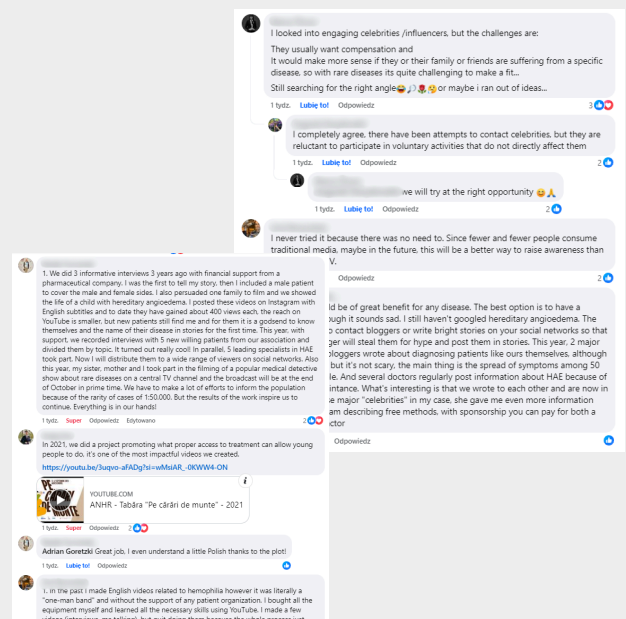 I looked into engaging celebrities /influencers, but the challenges are:
They usually want compensation and
It would make more sense if they or their family or friends are suffering from a specific
disease, so with rare diseases its quite challenging to make a fit...
Still searching for the right angle😂🔎🌷🤔or maybe i ran out of ideas...
1 tydz. Lubię to! Odpowiedz 3
I completely agree, there have been attempts to contact celebrities, but they are
reluctant to participate in voluntary activities that do not directly affect them
1 tydz. Lubię to! Odpowiedz 2
we will try at the right opportunity 😊🙏
1 tydz. Lubię to! Odpowiedz 2
I never tried it because there was no need to. Since fewer and fewer people consume
traditional media, maybe in the future, this will be a better way to raise awareness than
V.
Odpowiedz 2
ld be of great benefit for any disease. The best option is to have a
ough it sounds sad. I still haven't googled hereditary angioedema. The
o contact bloggers or write bright stories on your social networks so that
ger will steal them for hype and post them in stories. This year, 2 major
bloggers wrote about diagnosing patients like ourselves themselves, although
but it's not scary, the main thing is the spread of symptoms among 50
le. And several doctors regularly post information about HAE because of
intance. What's interesting is that we wrote to each other and are now in
se major "celebrities" in my case, she gave me even more information
am describing free methods, with sponsorship you can pay for both a
ctor
Odpowiedz
1. We did 3 informative interviews 3 years ago with financial support from a
pharmaceutical company. I was the first to tell my story, then I included a male patient
to cover the male and female sides. I also persuaded one family to film and we showed
the life of a child with hereditary angioedema. I posted these videos on Instagram with
English subtitles and to date they have gained about 400 views each, the reach on
YouTube is smaller, but new patients still find me and for them it is a godsend to know
themselves and the name of their disease in stories for the first time. This year, with
support, we recorded interviews with 5 new willing patients from our association and
divided them by topic. It turned out really cool! In parallel, 5 leading specialists in HAE
took part. Now I will distribute them to a wide range of viewers on social networks. Also
this year, my sister, mother and I took part in the filming of a popular medical detective
show about rare diseases on a central TV channel and the broadcast will be at the end
of October in prime time. We have to make a lot of efforts to inform the population
because of the rarity of cases of 1:50.000. But the results of the work inspire us to
continue. Everything is in our hands!
1 tydz. Super Odpowiedz Edytowano 2
In 2021, we did a project promoting what proper access to treatment can allow young
people to do, it's one of the most impactful videos we created.
https://youtu.be/3uqvo-aFADg?si=wMsiAR_-0KWW4-ON
PE
CĂRĂRI
DE MUNTE
YOUTUBE.COM
ANHR - Tabăra "Pe cărări de munte" - 2021
1 tydz. Super Odpowiedz 2
Adrian Goretzki Great job, I even understand a little Polish thanks to the plot!
1 tydz. Lubię to! Odpowiedz
1. In the past I made English videos related to hemophilia however it was literally a
"one-man band" and without the support of any patient organization. I bought all the
equipment myself and learned all the necessary skills using YouTube. I made a few